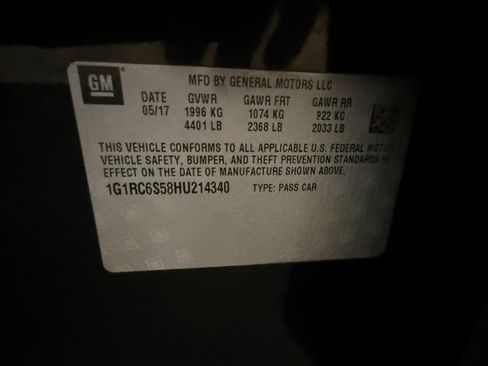 GM
MFD BY GENERAL MOTORS LLC
DATE GVWR GAWR FRT GAWR RR
05/17 1996 KG 1074 KG 922 KG
4401 LB 2368 LB 2033 LB
THIS VEHICLE CONFORMS TO ALL APPLICABLE U.S. FEDERAL MOTOR
VEHICLE SAFETY, BUMPER, AND THEFT PREVENTION STANDARDS IN
EFFECT ON THE DATE OF MANUFACTURE SHOWN ABOVE.
1G1RC6S58HU214340 TYPE: PASS CAR